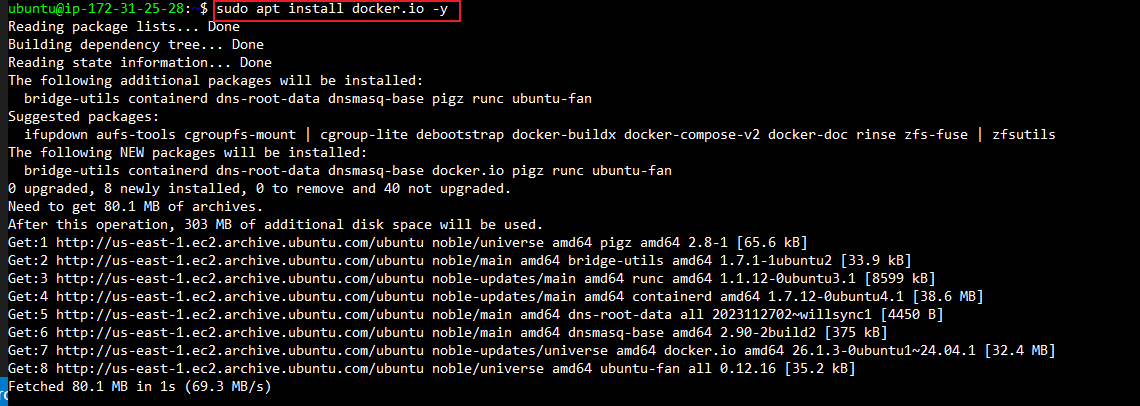 ubuntu@ip-172-31-25-28:~$ sudo apt install docker.io -y
Reading package lists... Done
Building dependency tree... Done
Reading state information... Done
The following additional packages will be installed:
  bridge-utils containerd dns-root-data dnsmasq-base pigz runc ubuntu-fan
Suggested packages:
  ifupdown aufs-tools cgroupfs-mount | cgroup-lite debootstrap docker-buildx docker-compose-v2 docker-doc rinse zfs-fuse | zfsutils
The following NEW packages will be installed:
  bridge-utils containerd dns-root-data dnsmasq-base docker.io pigz runc ubuntu-fan
0 upgraded, 8 newly installed, 0 to remove and 40 not upgraded.
Need to get 80.1 MB of archives.
After this operation, 303 MB of additional disk space will be used.
Get:1 http://us-east-1.ec2.archive.ubuntu.com/ubuntu noble/universe amd64 pigz amd64 2.8-1 [65.6 kB]
Get:2 http://us-east-1.ec2.archive.ubuntu.com/ubuntu noble/main amd64 bridge-utils amd64 1.7.1-1ubuntu2 [33.9 kB]
Get:3 http://us-east-1.ec2.archive.ubuntu.com/ubuntu noble-updates/main amd64 runc amd64 1.1.12-0ubuntu3.1 [8599 kB]
Get:4 http://us-east-1.ec2.archive.ubuntu.com/ubuntu noble-updates/main amd64 containerd amd64 1.7.12-0ubuntu4.1 [38.6 MB]
Get:5 http://us-east-1.ec2.archive.ubuntu.com/ubuntu noble/main amd64 dns-root-data all 2023112702~willsync1 [4450 B]
Get:6 http://us-east-1.ec2.archive.ubuntu.com/ubuntu noble/main amd64 dnsmasq-base amd64 2.90-2build2 [375 kB]
Get:7 http://us-east-1.ec2.archive.ubuntu.com/ubuntu noble-updates/universe amd64 docker.io amd64 26.1.3-0ubuntu1~24.04.1 [32.4 MB]
Get:8 http://us-east-1.ec2.archive.ubuntu.com/ubuntu noble/universe amd64 ubuntu-fan all 0.12.16 [35.2 kB]
Fetched 80.1 MB in 1s (69.3 MB/s)